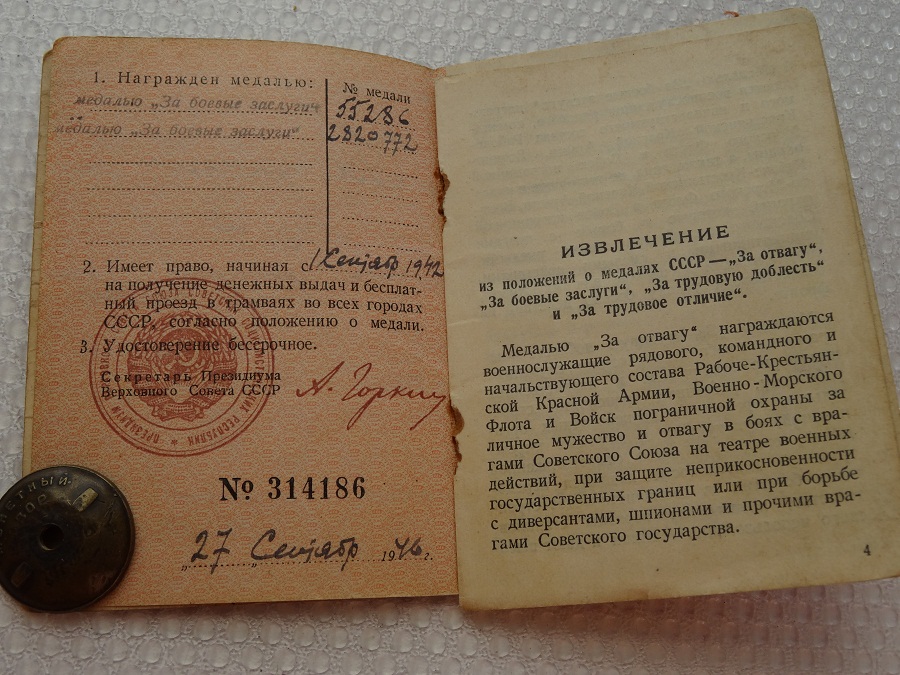 1. Награжден медалью:
№ медали
медалью „За боевые заслуги"
55286
медалью „За боевые заслуги"
2820772
2. Имеет право, начиная с 1 Сентябр 1942
на получение денежных выдач и бесплат-
ный проезд в трамваях во всех городах
СССР, согласно положению о медали.
3. Удостоверение бессрочное.
Секретарь Президиума
Верховного Совета СССР
А. Горкин
№ 314186
„27 „ Сентябр 1946 г.
ИЗВЛЕЧЕНИЕ
из положений о медалях СССР—„За отвагу“,
„За боевые заслуги“, „За трудовую доблесть“
и „За трудовое отличие“.
Медалью „За отвагу“ награждаются
военнослужащие рядового, командного и
начальствующего состава Рабоче-Крестьян-
ской Красной Армии, Военно-Морского
Флота и Войск пограничной охраны за
личное мужество и отвагу в боях с вра-
гами Советского Союза на театре военных
действий, при защите неприкосновенности
государственных границ или при борьбе
с диверсантами, шпионами и прочими вра-
гами Советского государства.
4